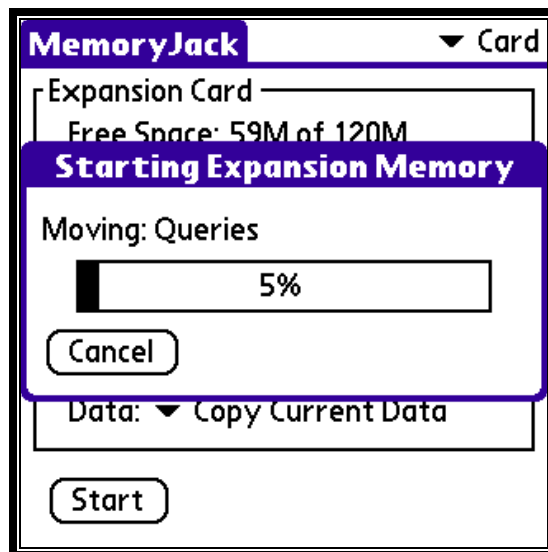 MemoryJack Card
Expansion Card
Free Space: 59M of 120M
Starting Expansion Memory
Moving: Queries
5%
Cancel
Data: Copy Current Data
Start